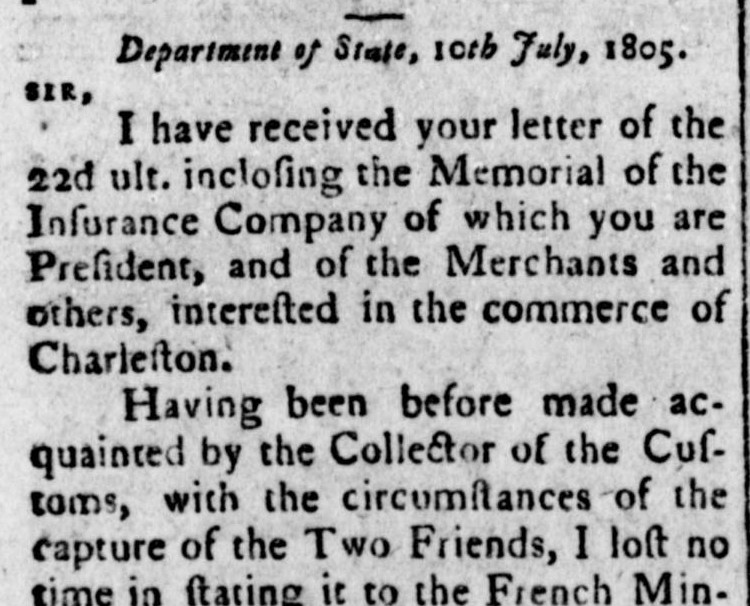 Department of State, 10th July, 1805.
SIR,
I have received your letter of the
22d ult. incloſing the Memorial of the
Inſurance Company of which you are
Preſident, and of the Merchants and
others, intereſted in the commerce of
Charleſton.
Having been before made ac-
quainted by the Collector of the Cuſ-
toms, with the circumſtances of the
capture of the Two Friends, I loſt no
time in ſtating it to the French Min-